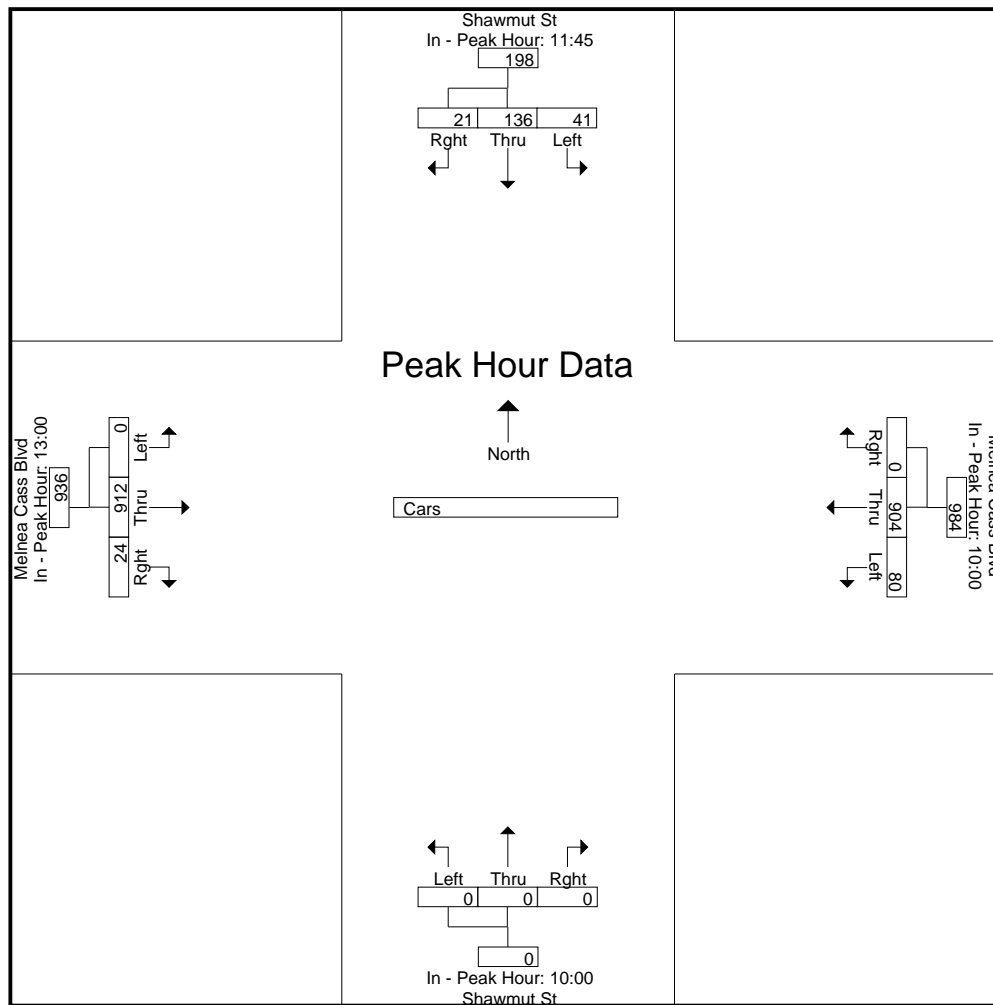 Shawmut St
In - Peak Hour: 11:45
198
21 136 41
Rght Thru Left
Peak Hour Data
North
Cars
Melnea Cass Blvd
In - Peak Hour: 13:00
936
0 912 24
Left Thru Rght
In - Peak Hour: 10:00
984
0 904 80
Rght Thru Left
Left Thru Rght
0 0 0
0
In - Peak Hour: 10:00
Shawmut St